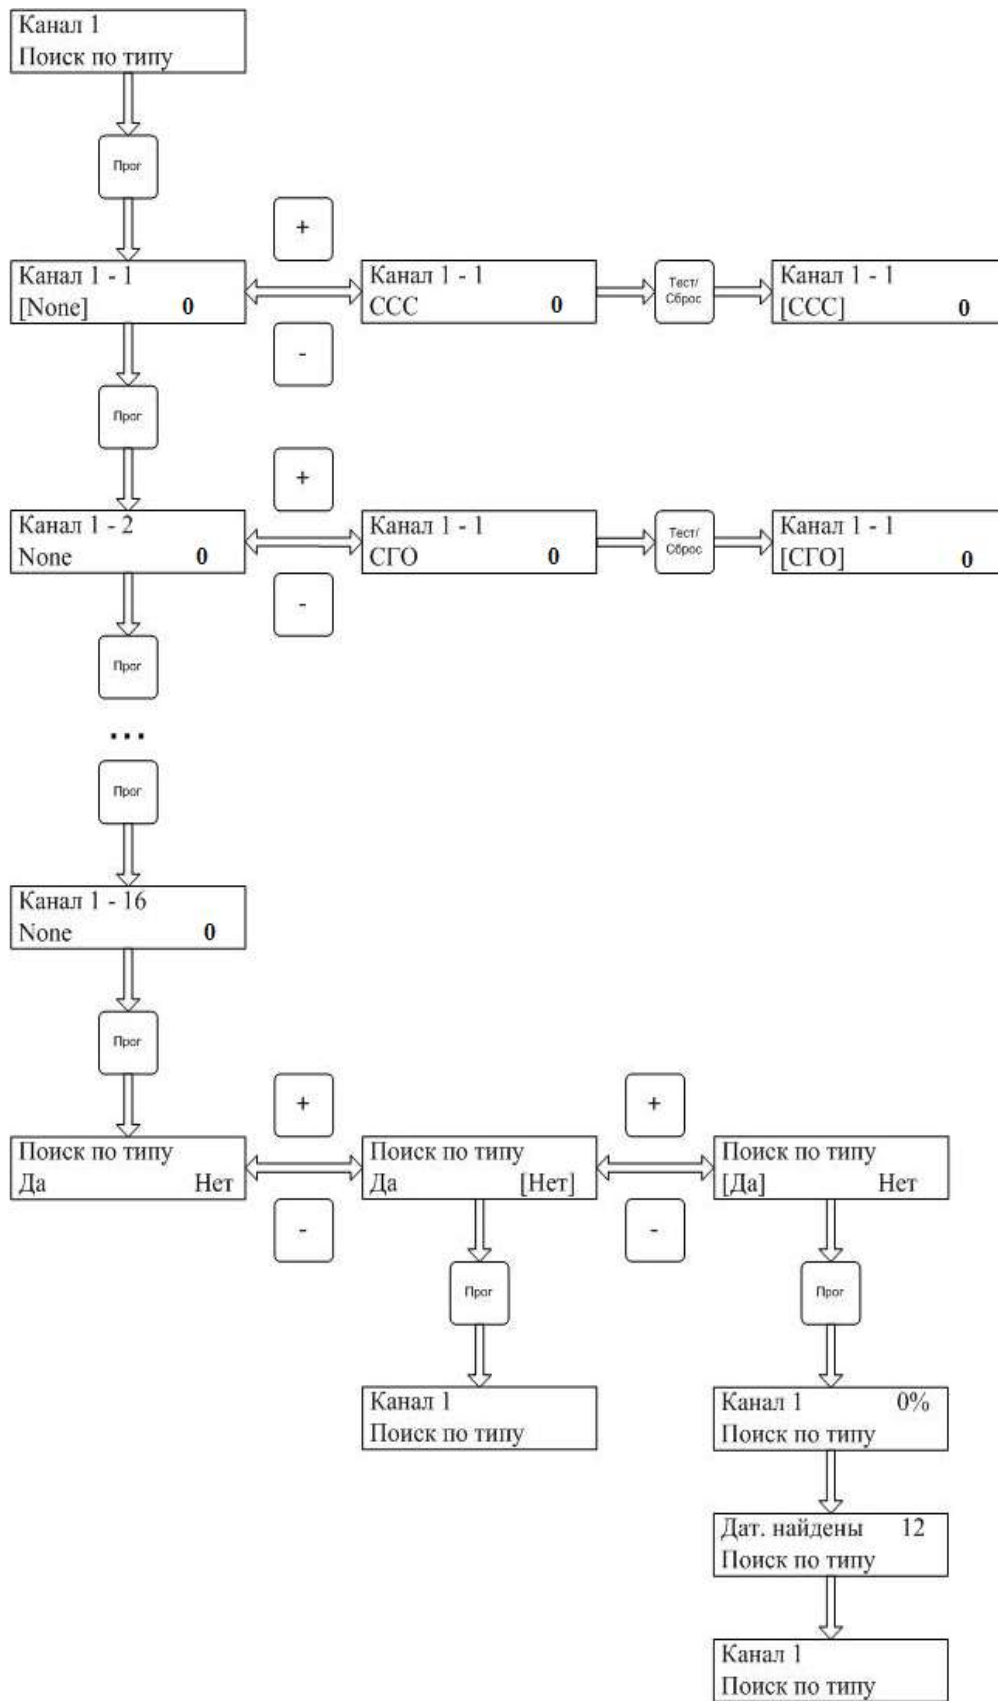 Канал 1
Поиск по типу
Прог
+
Канал 1 - 1
[None] 0
Канал 1 - 1
ССС 0
Тест/
Сброс
Канал 1 - 1
[ССС] 0
-
Прог
+
Канал 1 - 2
None 0
Канал 1 - 1
СГО 0
Тест/
Сброс
Канал 1 - 1
[СГО] 0
-
Прог
...
Прог
Канал 1 - 16
None 0
Прог
+
+
Поиск по типу
Да Нет
Поиск по типу
Да [Нет]
Поиск по типу
[Да] Нет
-
-
Прог
Прог
Канал 1
Поиск по типу
Канал 1 0%
Поиск по типу
Дат. найдены 12
Поиск по типу
Канал 1
Поиск по типу